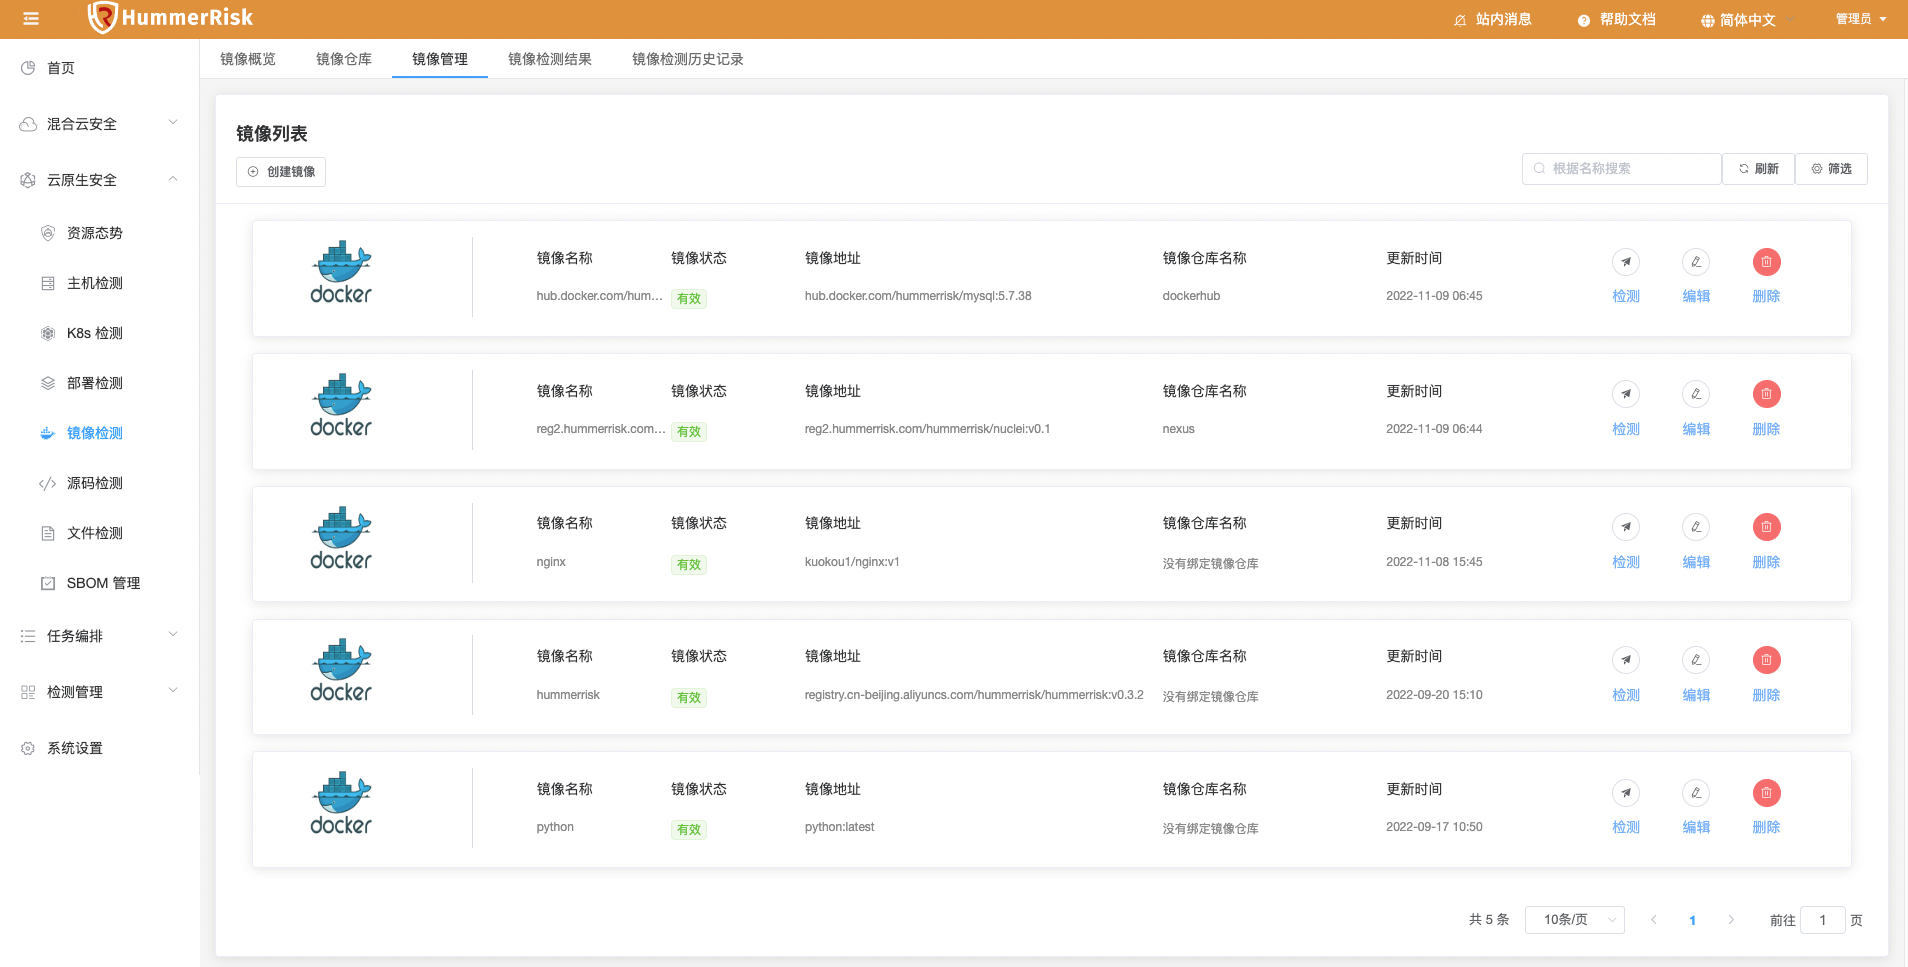 HummerRisk
站内消息
帮助文档
简体中文
管理员
首页
混合云安全
云原生安全
资源态势
主机检测
K8s 检测
部署检测
镜像检测
源码检测
文件检测
SBOM 管理
任务编排
检测管理
系统设置
镜像概览 镜像仓库 镜像管理 镜像检测结果 镜像检测历史记录
镜像列表
创建镜像
根据名称搜索
刷新
筛选
docker
镜像名称 镜像状态 镜像地址 镜像仓库名称 更新时间
hub.docker.com/hum... 有效 hub.docker.com/hummerrisk/mysql:5.7.38 dockerhub 2022-11-09 06:45 检测 编辑 删除
docker
镜像名称 镜像状态 镜像地址 镜像仓库名称 更新时间
reg2.hummerrisk.com... 有效 reg2.hummerrisk.com/hummerrisk/nuclei:v0.1 nexus 2022-11-09 06:44 检测 编辑 删除
docker
镜像名称 镜像状态 镜像地址 镜像仓库名称 更新时间
nginx 有效 kuokou1/nginx:v1 没有绑定镜像仓库 2022-11-08 15:45 检测 编辑 删除
docker
镜像名称 镜像状态 镜像地址 镜像仓库名称 更新时间
hummerrisk 有效 registry.cn-beijing.aliyuncs.com/hummerrisk/hummerrisk:v0.3.2 没有绑定镜像仓库 2022-09-20 15:10 检测 编辑 删除
docker
镜像名称 镜像状态 镜像地址 镜像仓库名称 更新时间
python 有效 python:latest 没有绑定镜像仓库 2022-09-17 10:50 检测 编辑 删除
共 5 条 10条/页 1 前往 1 页